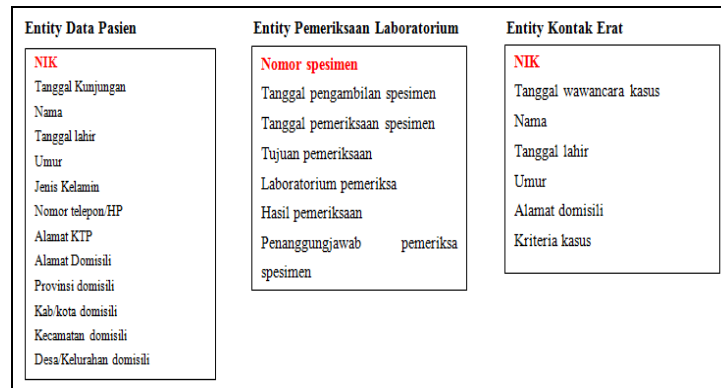 Entity Data Pasien
NIK
Tanggal Kunjungan
Nama
Tanggal lahir
Umur
Jenis Kelamin
Nomor telepon/HP
Alamat KTP
Alamat Domisili
Provinsi domisili
Kab/kota domisili
Kecamatan domisili
Desa/Kelurahan domisili
Entity Pemeriksaan Laboratorium
Nomor spesimen
Tanggal pengambilan spesimen
Tanggal pemeriksaan spesimen
Tujuan pemeriksaan
Laboratorium pemeriksa
Hasil pemeriksaan
Penanggungjawab pemeriksa
spesimen
Entity Kontak Erat
NIK
Tanggal wawancara kasus
Nama
Tanggal lahir
Umur
Alamat domisili
Kriteria kasus